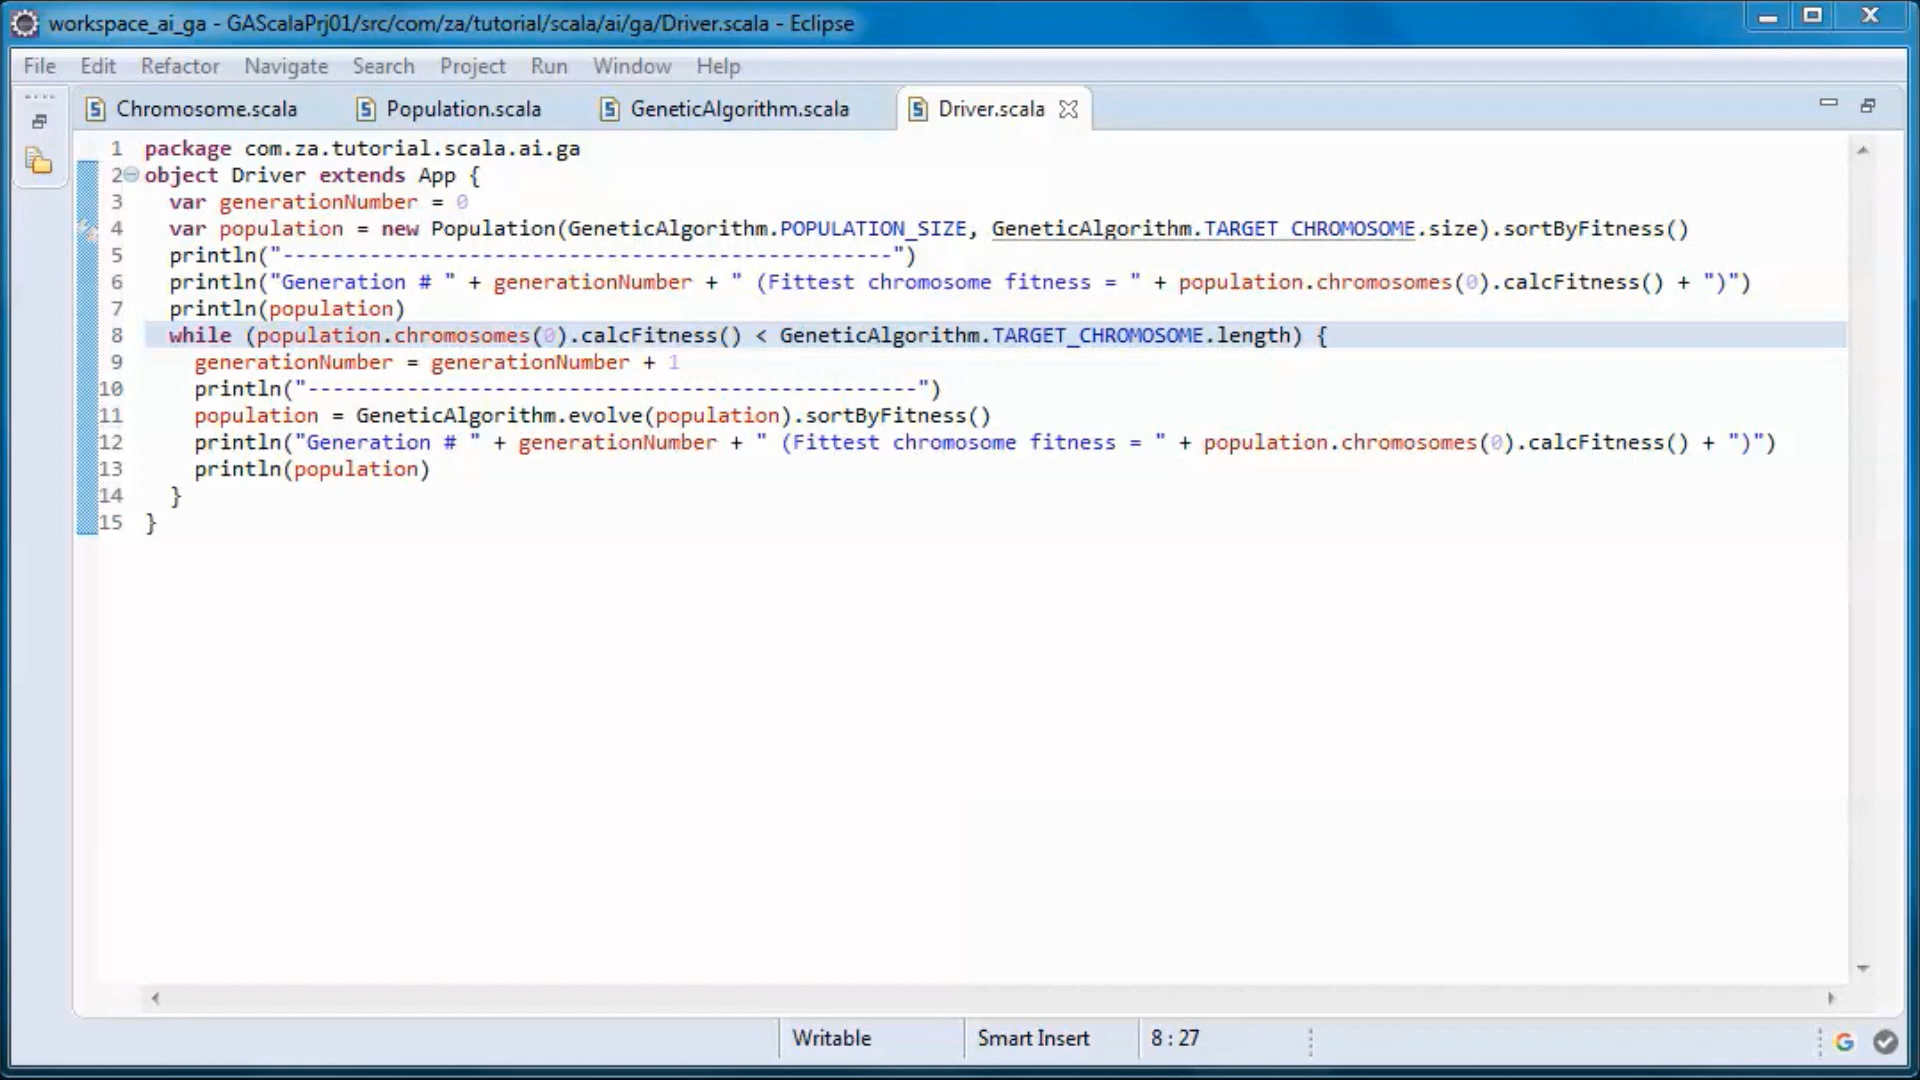 workspace_ai_ga - GAScalaPrj01/src/com/za/tutorial/scala/ai/ga/Driver.scala - Eclipse
File Edit Refactor Navigate Search Project Run Window Help
Chromosome.scala Population.scala GeneticAlgorithm.scala Driver.scala
1 package com.za.tutorial.scala.ai.ga
2 object Driver extends App {
3 var generationNumber = 0
4 var population = new Population(GeneticAlgorithm.POPULATION_SIZE, GeneticAlgorithm.TARGET_CHROMOSOME.size).sortByFitness()
5 println("-------------------------------------------------")
6 println("Generation # " + generationNumber + " (Fittest chromosome fitness = " + population.chromosomes(0).calcFitness() + ")")
7 println(population)
8 while (population.chromosomes(0).calcFitness() < GeneticAlgorithm.TARGET_CHROMOSOME.length) {
9 generationNumber = generationNumber + 1
10 println("-------------------------------------------------")
11 population = GeneticAlgorithm.evolve(population).sortByFitness()
12 println("Generation # " + generationNumber + " (Fittest chromosome fitness = " + population.chromosomes(0).calcFitness() + ")")
13 println(population)
14 }
15 }
Writable Smart Insert 8 : 27